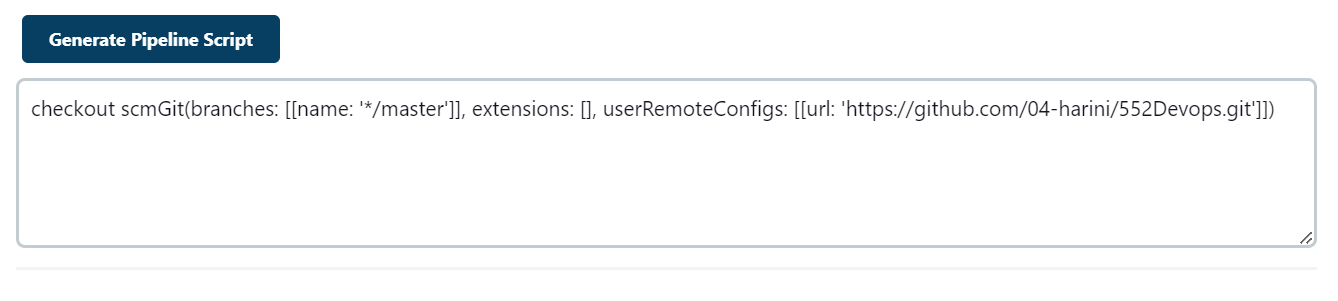 Generate Pipeline Script
checkout scmGit(branches: [[name: '*/master']], extensions: [], userRemoteConfigs: [[url: 'https://github.com/04-harini/552Devops.git']])